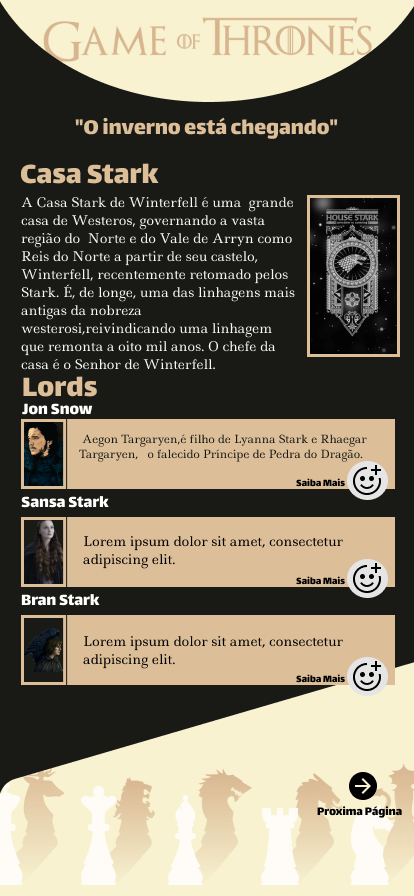 GAME OF THRONES
"O inverno está chegando"
Casa Stark
A Casa Stark de Winterfell é uma grande
casa de Westeros, governando a vasta
região do Norte e do Vale de Arryn como
Reis do Norte a partir de seu castelo,
Winterfell, recentemente retomado pelos
Stark. É, de longe, uma das linhagens mais
antigas da nobreza
westerosi,reivindicando uma linhagem
que remonta a oito mil anos. O chefe da
casa é o Senhor de Winterfell.
HOUSE STARK
Lords
Jon Snow
Aegon Targaryen,é filho de Lyanna Stark e Rhaegar
Targaryen, o falecido Príncipe de Pedra do Dragão.
Saiba Mais
Sansa Stark
Lorem ipsum dolor sit amet, consectetur
adipiscing elit.
Saiba Mais
Bran Stark
Lorem ipsum dolor sit amet, consectetur
adipiscing elit.
Saiba Mais
Proxima Página